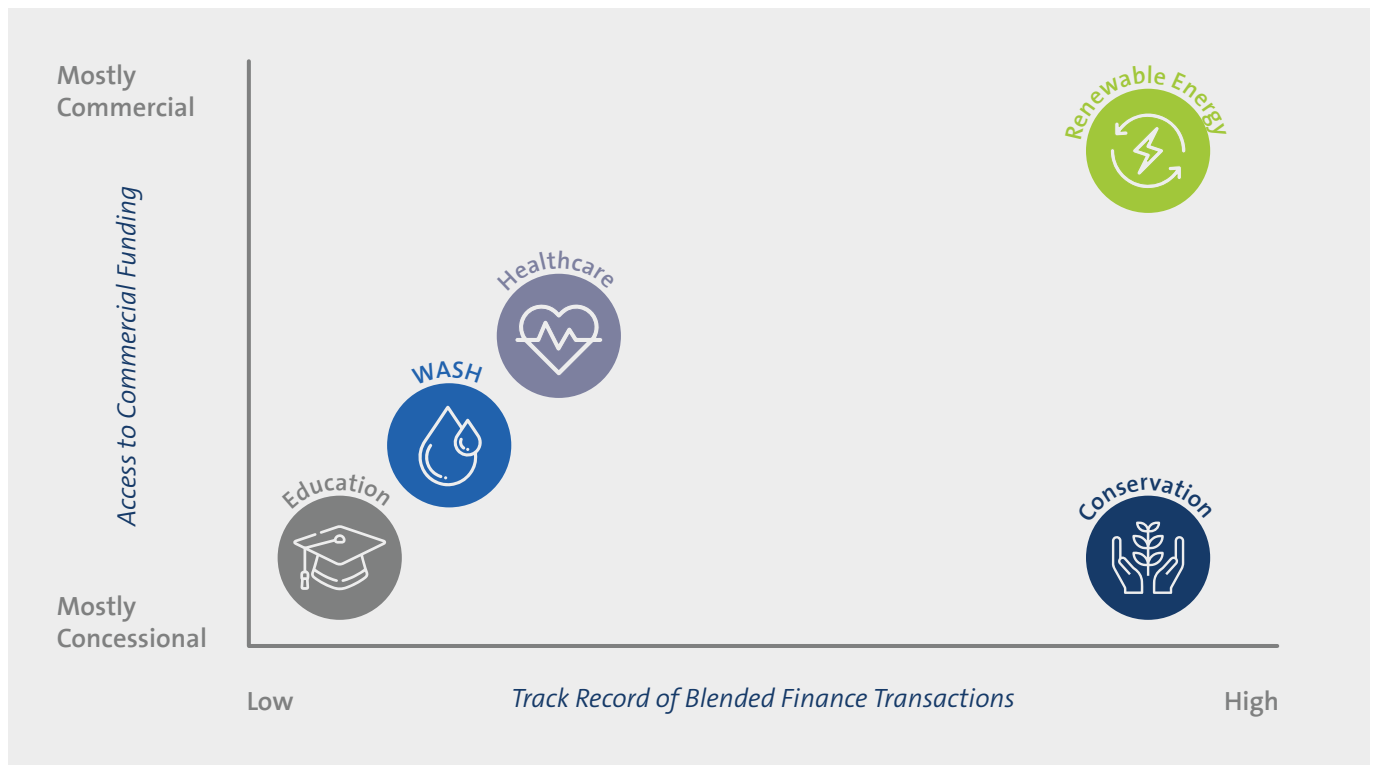 Mostly
Commercial
Renewable Energy
Access to Commercial Funding
Healthcare
WASH
Education
Conservation
Mostly
Concessional
Low
Track Record of Blended Finance Transactions
High